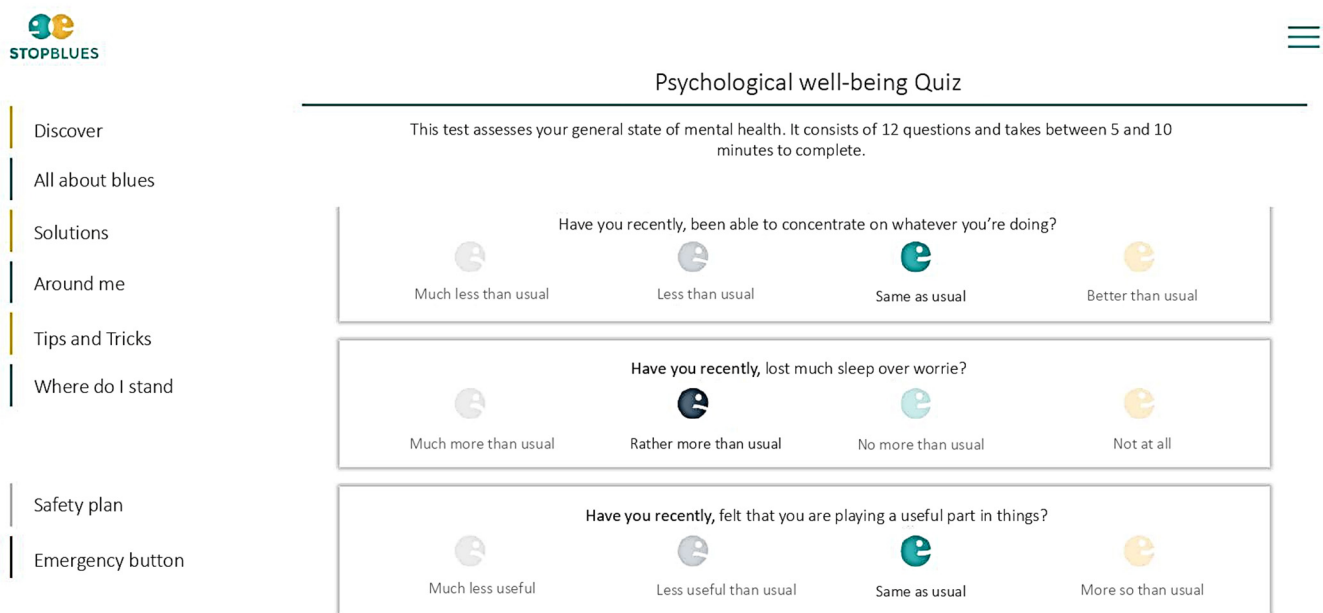 STOPBLUES
Psychological well-being Quiz
This test assesses your general state of mental health. It consists of 12 questions and takes between 5 and 10
minutes to complete.
Discover
All about blues
Solutions
Around me
Tips and Tricks
Where do I stand
Safety plan
Emergency button
Have you recently, been able to concentrate on whatever you’re doing?
Much less than usual
Less than usual
Same as usual
Better than usual
Have you recently, lost much sleep over worrie?
Much more than usual
Rather more than usual
No more than usual
Not at all
Have you recently, felt that you are playing a useful part in things?
Much less useful
Less useful than usual
Same as usual
More so than usual